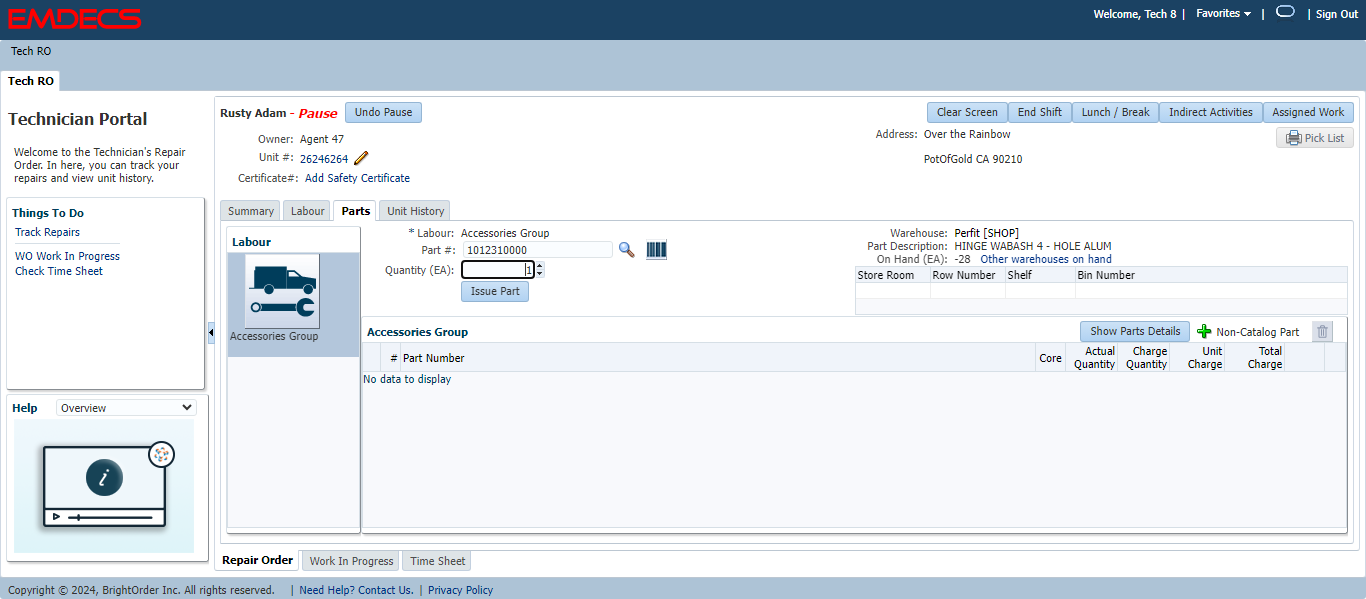 EMDECS
Welcome, Tech 8 | Favorites | | Sign Out
Tech RO
Tech RO
Technician Portal
Welcome to the Technician's Repair
Order. In here, you can track your
repairs and view unit history.
Things To Do
Track Repairs
WO Work In Progress
Check Time Sheet
Help Overview
i
Rusty Adam - Pause Undo Pause
Clear Screen End Shift Lunch / Break Indirect Activities Assigned Work
Owner: Agent 47
Unit #: 26246264
Certificate#: Add Safety Certificate
Address: Over the Rainbow
PotOfGold CA 90210
Pick List
Summary Labour Parts Unit History
Labour
Accessories Group
* Labour: Accessories Group
Part #: 1012310000
Quantity (EA): 1
Issue Part
Warehouse: Perfit [SHOP]
Part Description: HINGE WABASH 4 - HOLE ALUM
On Hand (EA): -28 Other warehouses on hand
Store Room Row Number Shelf Bin Number
Accessories Group
Show Parts Details Non-Catalog Part
# Part Number Core Actual Quantity Charge Quantity Unit Charge Total Charge
No data to display
Repair Order Work In Progress Time Sheet
Copyright © 2024, BrightOrder Inc. All rights reserved. | Need Help? Contact Us. | Privacy Policy